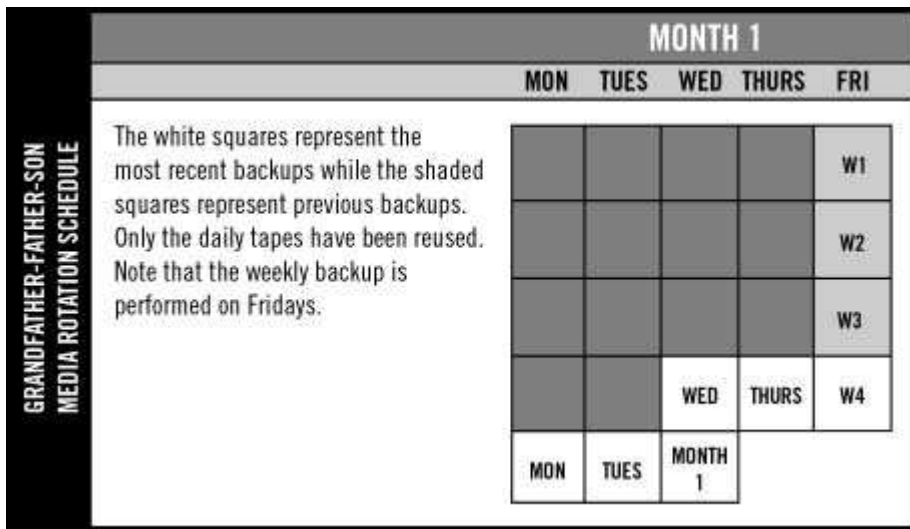 GRANDFATHER-FATHER-SON
MEDIA ROTATION SCHEDULE
MONTH 1
MON TUES WED THURS FRI
The white squares represent the
most recent backups while the shaded
squares represent previous backups.
Only the daily tapes have been reused.
Note that the weekly backup is
performed on Fridays.
W1
W2
W3
WED THURS W4
MON TUES MONTH
1